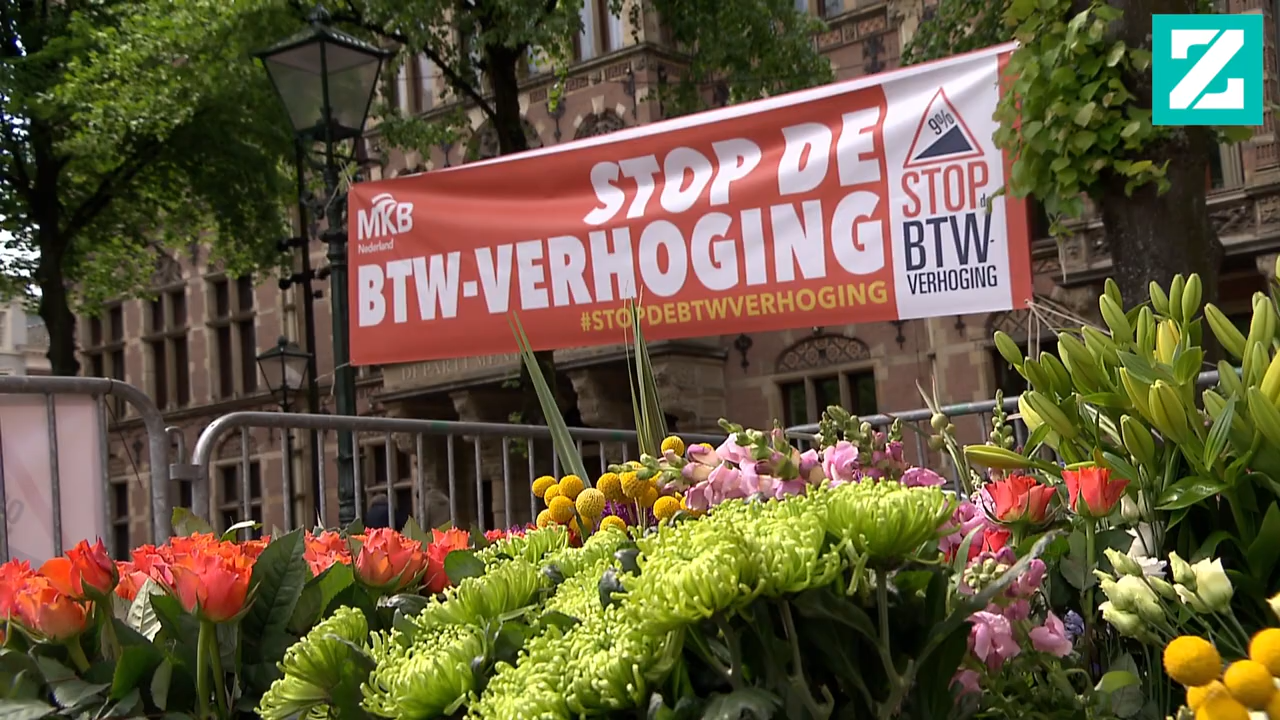 Z
MKB
Nederland
STOP DE
BTW-VERHOGING
#STOPDEBTWVERHOGING
9%
STOP
de
BTW-
VERHOGING